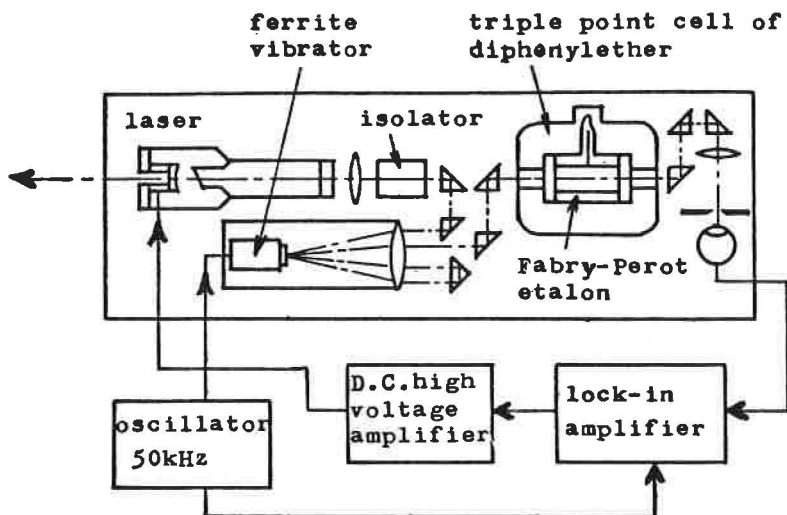 ferrite
vibrator
triple point cell of
diphenylether
laser
isolator
Fabry-Perot
etalon
D.C.high
voltage
amplifier
lock-in
amplifier
oscillator
50kHz